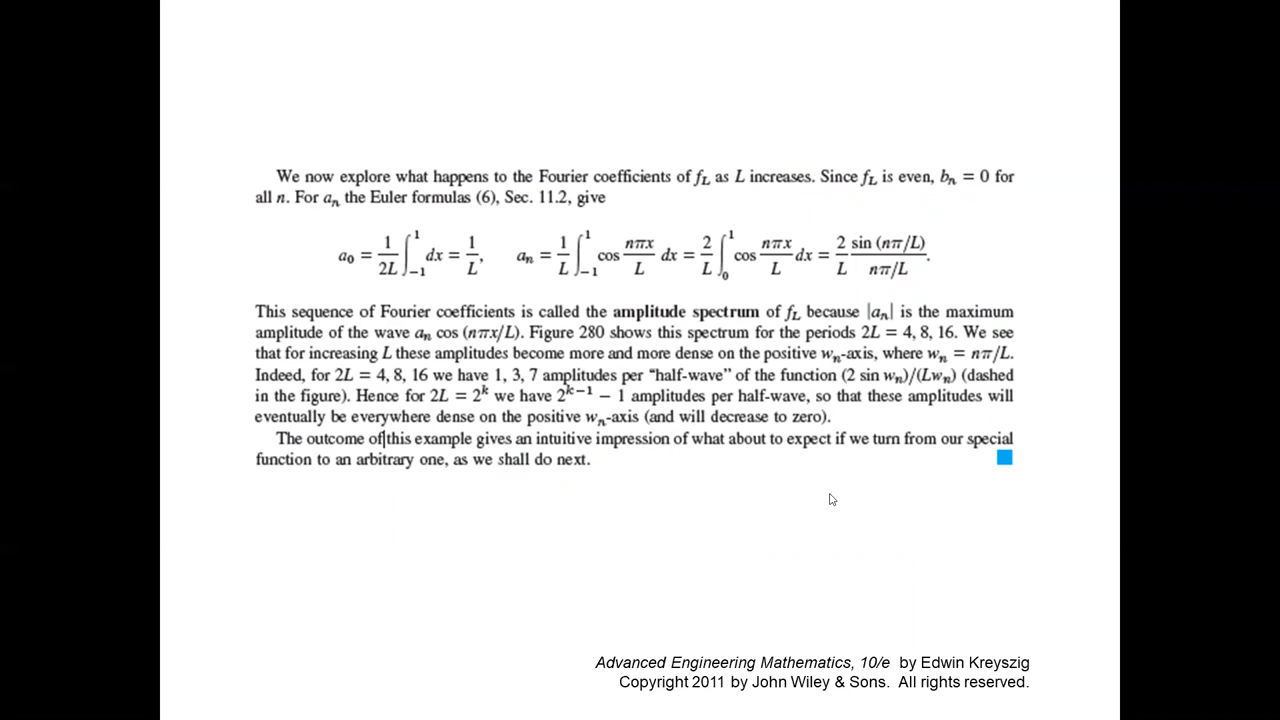 We now explore what happens to the Fourier coefficients of f_L as L increases. Since f_L is even, b_n = 0 for
all n. For a_n the Euler formulas (6), Sec. 11.2, give
a_0 = \frac{1}{2L} \int_{-1}^{1} dx = \frac{1}{L}, a_n = \frac{1}{L} \int_{-1}^{1} cos \frac{nπx}{L} dx = \frac{2}{L} \int_{0}^{1} cos \frac{nπx}{L} dx = \frac{2}{L} \frac{sin (nπ/L)}{nπ/L}.
This sequence of Fourier coefficients is called the amplitude spectrum of f_L because |a_n| is the maximum
amplitude of the wave a_n cos (nπx/L). Figure 280 shows this spectrum for the periods 2L = 4, 8, 16. We see
that for increasing L these amplitudes become more and more dense on the positive w_n-axis, where w_n = nπ/L.
Indeed, for 2L = 4, 8, 16 we have 1, 3, 7 amplitudes per “half-wave” of the function (2 sin w_n)/(Lw_n) (dashed
in the figure). Hence for 2L = 2^k we have 2^{k-1} − 1 amplitudes per half-wave, so that these amplitudes will
eventually be everywhere dense on the positive w_n-axis (and will decrease to zero).
The outcome of this example gives an intuitive impression of what about to expect if we turn from our special
function to an arbitrary one, as we shall do next.
Advanced Engineering Mathematics, 10/e by Edwin Kreyszig
Copyright 2011 by John Wiley & Sons. All rights reserved.